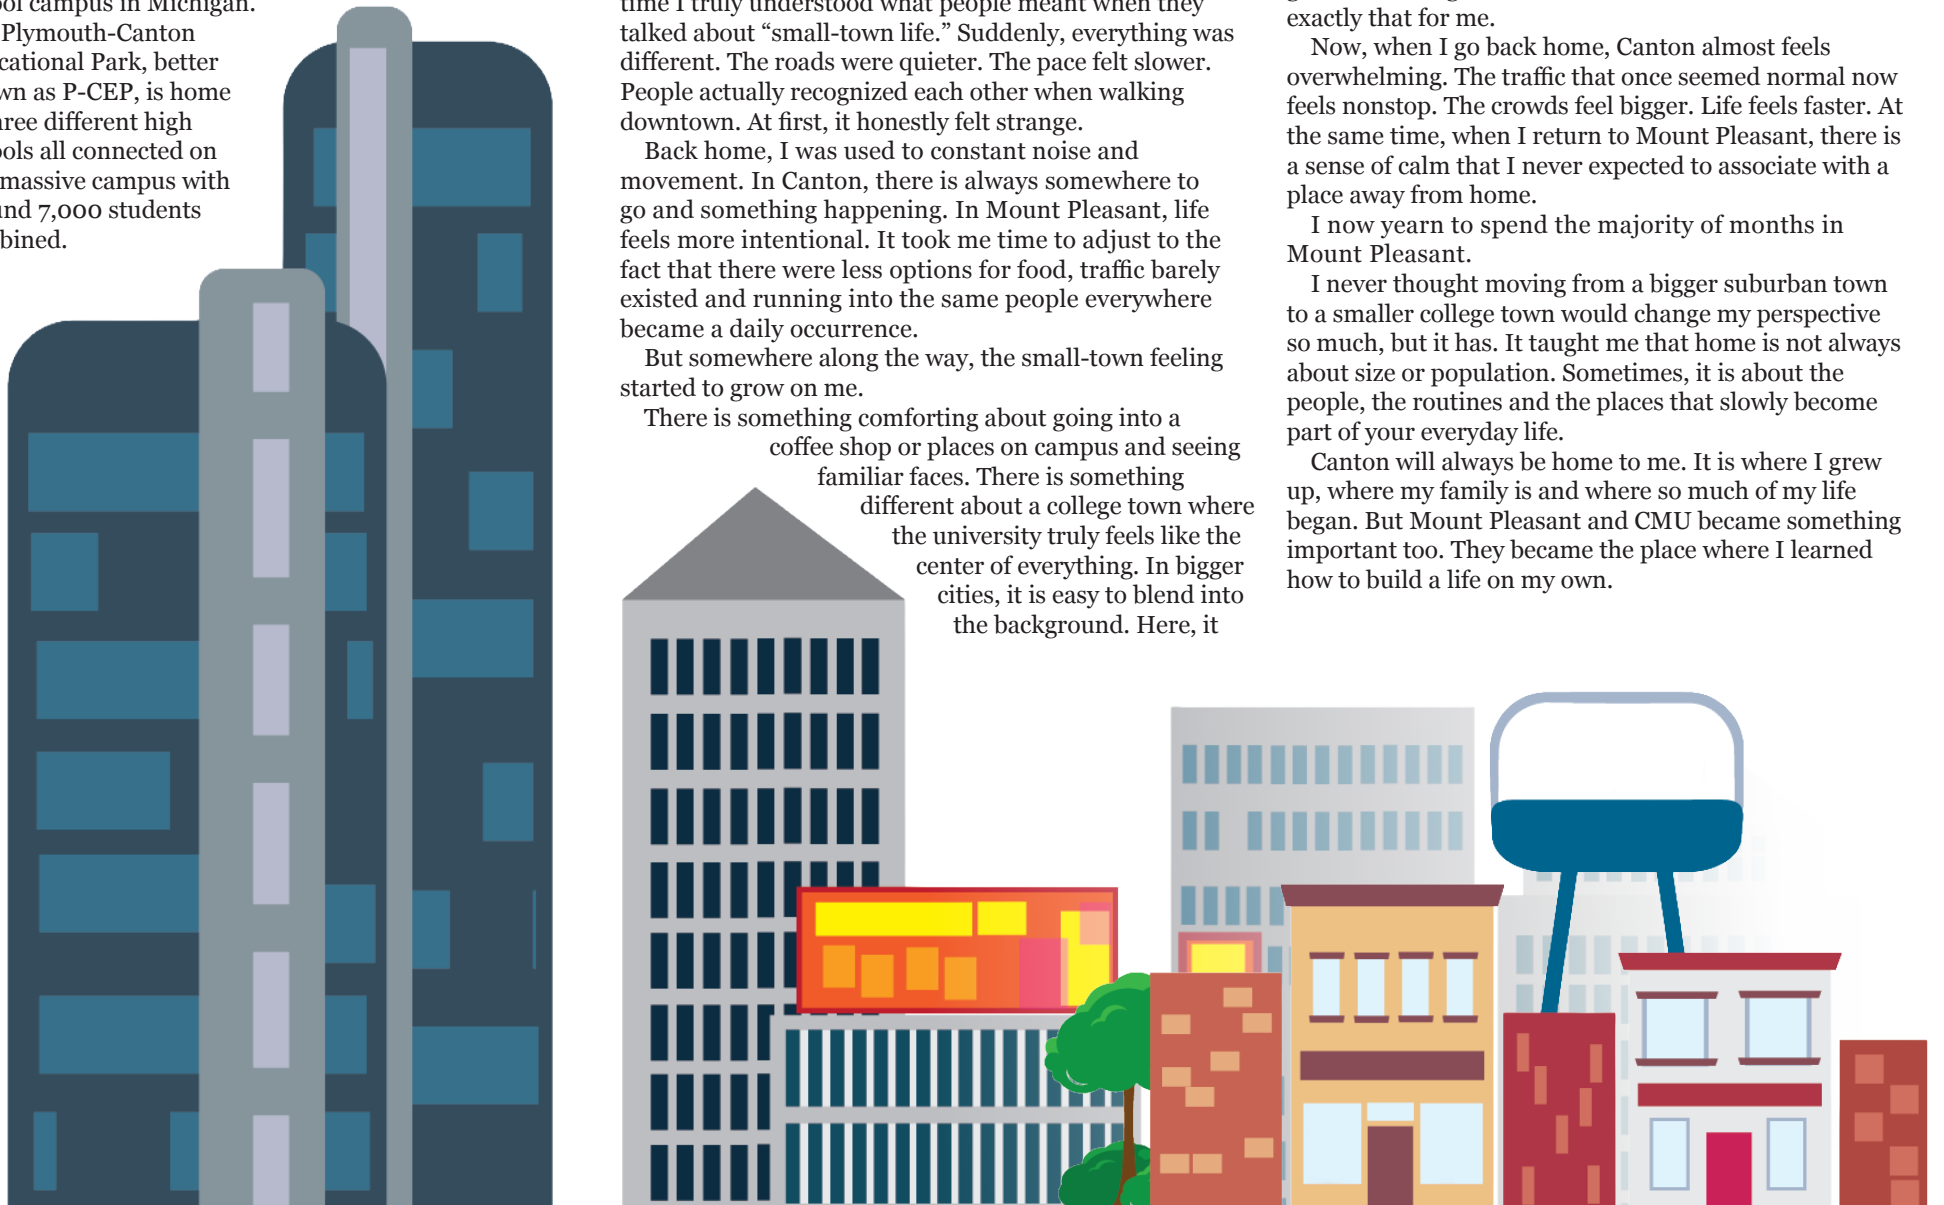 campus in Michigan.
Plymouth-Canton
Park, better
as P-CEP, is home
different high
all connected on
massive campus with
7,000 students
time I truly understood what people meant when they
talked about “small-town life.” Suddenly, everything was
different. The roads were quieter. The pace felt slower.
People actually recognized each other when walking
downtown. At first, it honestly felt strange.
Back home, I was used to constant noise and
movement. In Canton, there is always somewhere to
go and something happening. In Mount Pleasant, life
feels more intentional. It took me time to adjust to the
fact that there were less options for food, traffic barely
existed and running into the same people everywhere
became a daily occurrence.
But somewhere along the way, the small-town feeling
started to grow on me.
There is something comforting about going into a
coffee shop or places on campus and seeing
familiar faces. There is something
different about a college town where
the university truly feels like the
center of everything. In bigger
cities, it is easy to blend into
the background. Here, it
exactly that for me.
Now, when I go back home, Canton almost feels
overwhelming. The traffic that once seemed normal now
feels nonstop. The crowds feel bigger. Life feels faster. At
the same time, when I return to Mount Pleasant, there is
a sense of calm that I never expected to associate with a
place away from home.
I now yearn to spend the majority of months in
Mount Pleasant.
I never thought moving from a bigger suburban town
to a smaller college town would change my perspective
so much, but it has. It taught me that home is not always
about size or population. Sometimes, it is about the
people, the routines and the places that slowly become
part of your everyday life.
Canton will always be home to me. It is where I grew
up, where my family is and where so much of my life
began. But Mount Pleasant and CMU became something
important too. They became the place where I learned
how to build a life on my own.